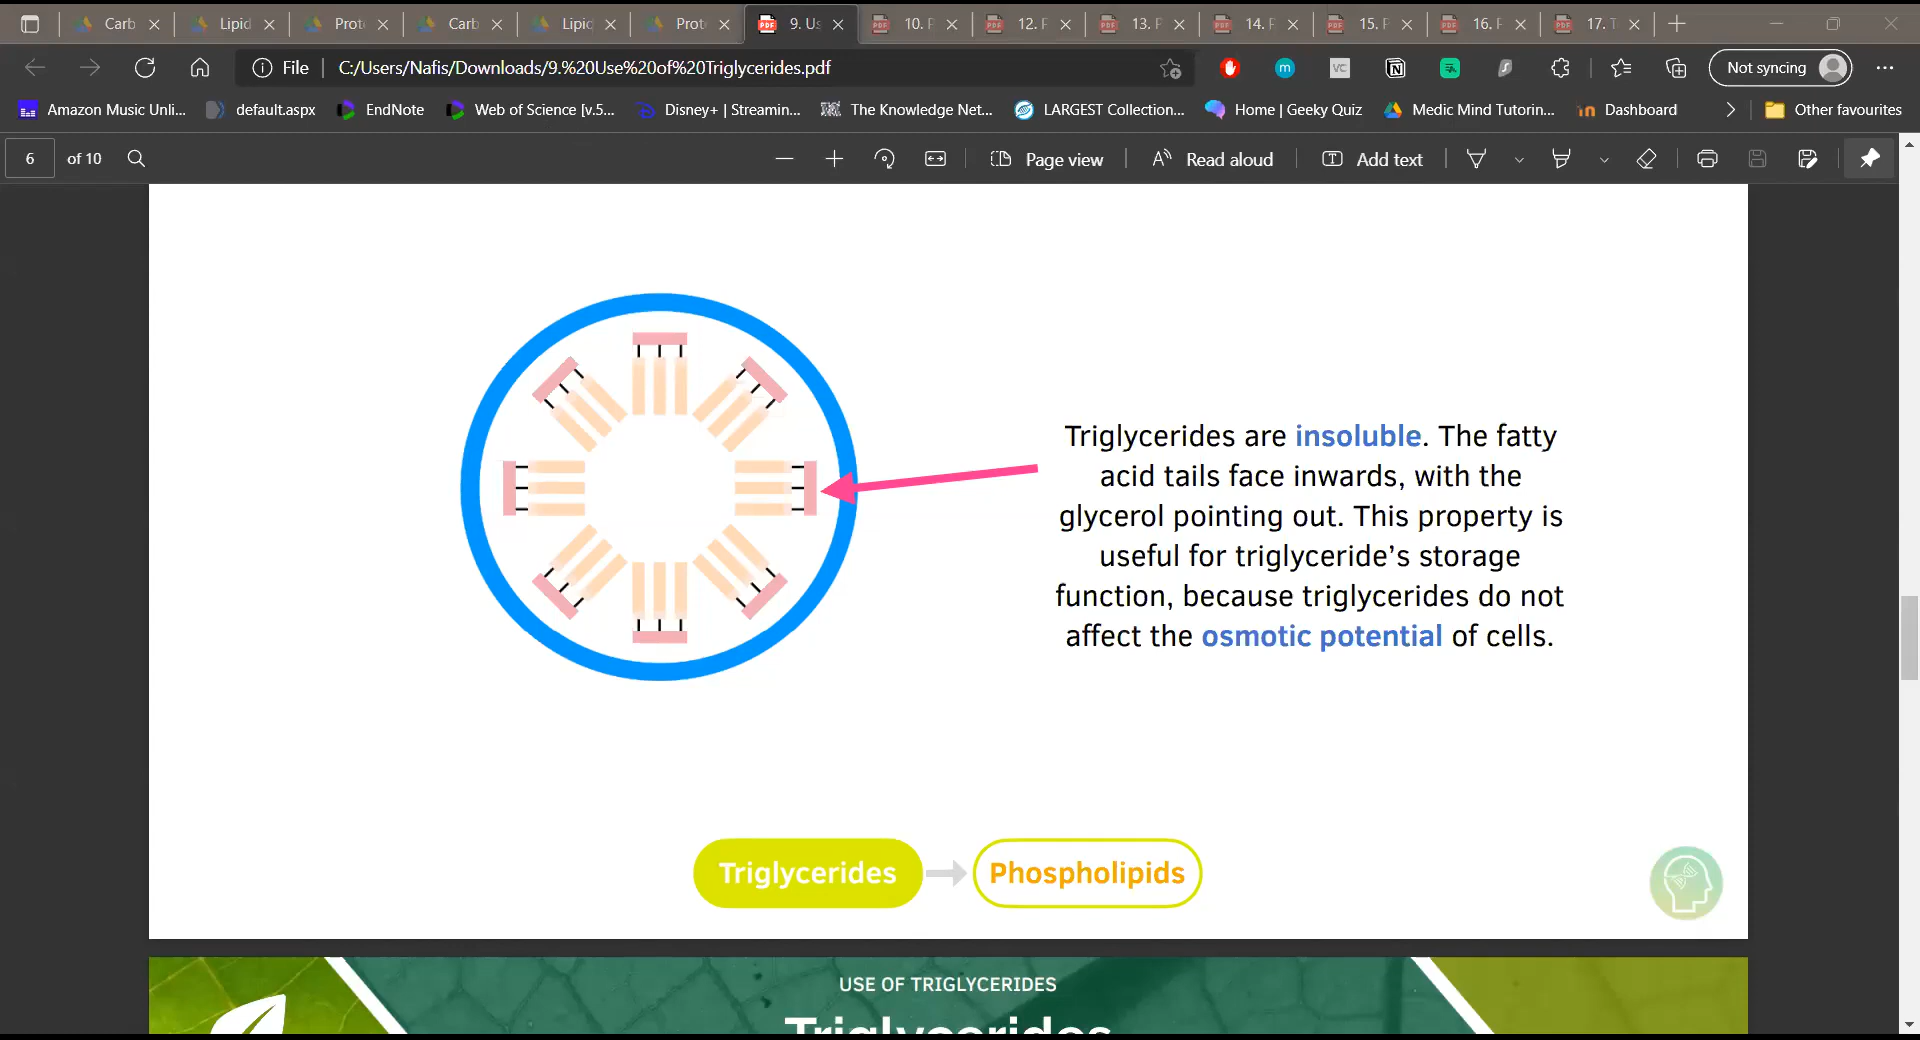 Carb
Lipid
Prot
Carb
Lipid
Prot
9. Us
10. P
12. F
13. P
14. F
15. P
16. F
17. T
File
C:/Users/Nafis/Downloads/9.%20Use%20of%20Triglycerides.pdf
VC
m
Not syncing
Amazon Music Unli...
default.aspx
EndNote
Web of Science [v.5...
Disney+ | Streamin...
The Knowledge Net...
LARGEST Collection...
Home | Geeky Quiz
Medic Mind Tutorin...
Dashboard
Other favourites
6
of 10
Page view
Read aloud
Add text
Triglycerides are insoluble. The fatty
acid tails face inwards, with the
glycerol pointing out. This property is
useful for triglyceride’s storage
function, because triglycerides do not
affect the osmotic potential of cells.
Triglycerides
Phospholipids
USE OF TRIGLYCERIDES
Triglycerides